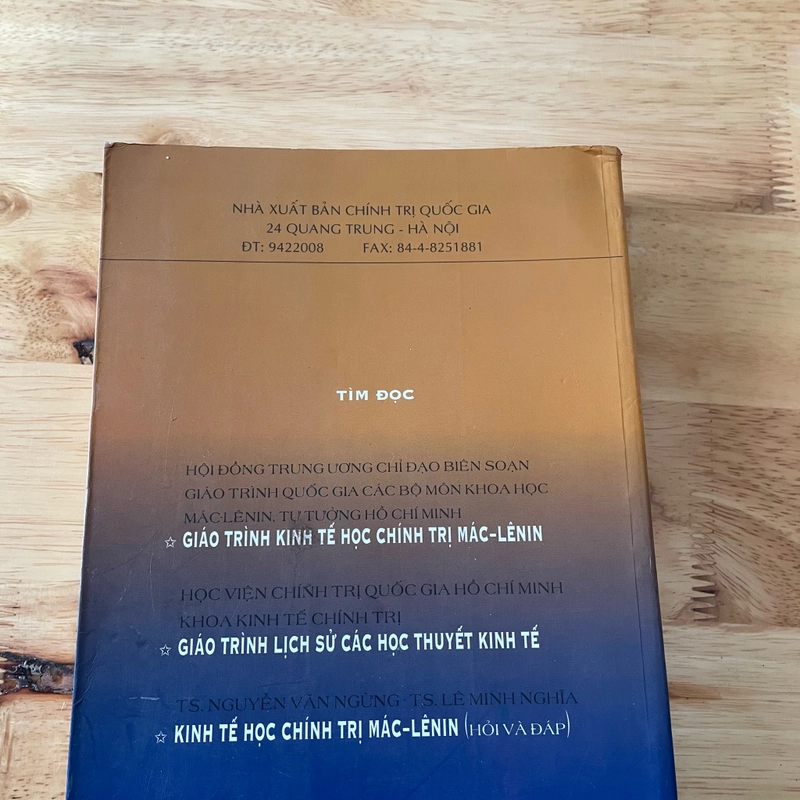 NHÀ XUẤT BẢN CHÍNH TRỊ QUỐC GIA
24 QUANG TRUNG - HÀ NỘI
ĐT: 9422008 FAX: 84-4-8251881
TÌM ĐỌC
HỘI ĐỒNG TRUNG ƯƠNG CHỈ ĐẠO BIÊN SOẠN
GIÁO TRÌNH QUỐC GIA CÁC BỘ MÔN KHOA HỌC
MÁC-LÊNIN, TƯ TƯỞNG HỒ CHÍ MINH
☆ GIÁO TRÌNH KINH TẾ HỌC CHÍNH TRỊ MÁC-LÊNIN
HỌC VIỆN CHÍNH TRỊ QUỐC GIA HỒ CHÍ MINH
KHOA KINH TẾ CHÍNH TRỊ
☆ GIÁO TRÌNH LỊCH SỬ CÁC HỌC THUYẾT KINH TẾ
TS. NGUYỄN VĂN NGỪNG - TS. LÊ MINH NGHĨA
☆ KINH TẾ HỌC CHÍNH TRỊ MÁC-LÊNIN (HỎI VÀ ĐÁP)